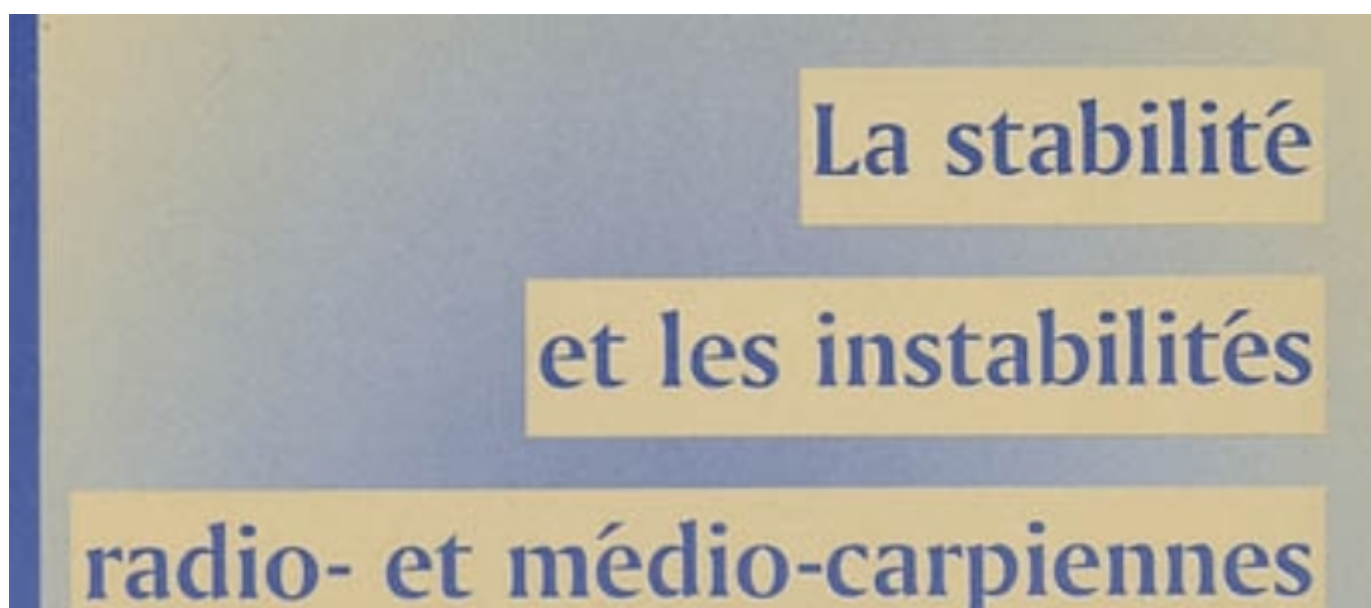 La stabilité
et les instabilités
radio- et médio-carpiennes